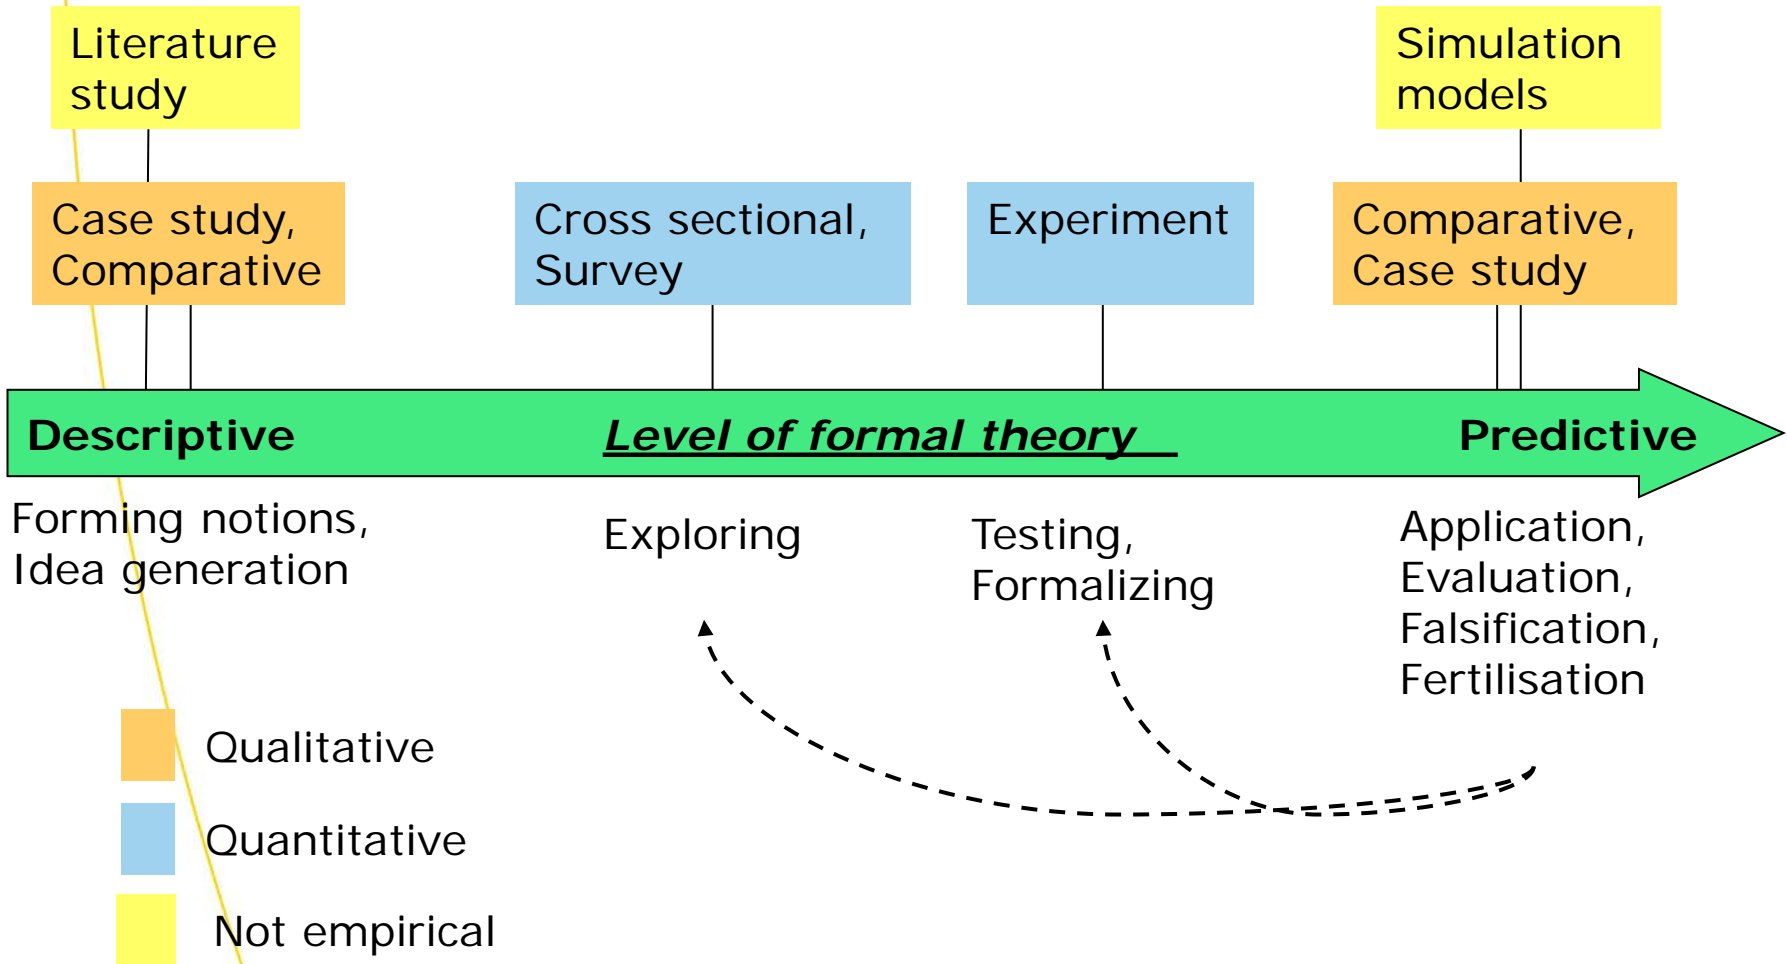 Literature
study
Simulation
models
Case study,
Comparative
Cross sectional,
Survey
Experiment
Comparative,
Case study
Descriptive
Level of formal theory
Predictive
Forming notions,
Idea generation
Exploring
Testing,
Formalizing
Application,
Evaluation,
Falsification,
Fertilisation
Qualitative
Quantitative
Not empirical